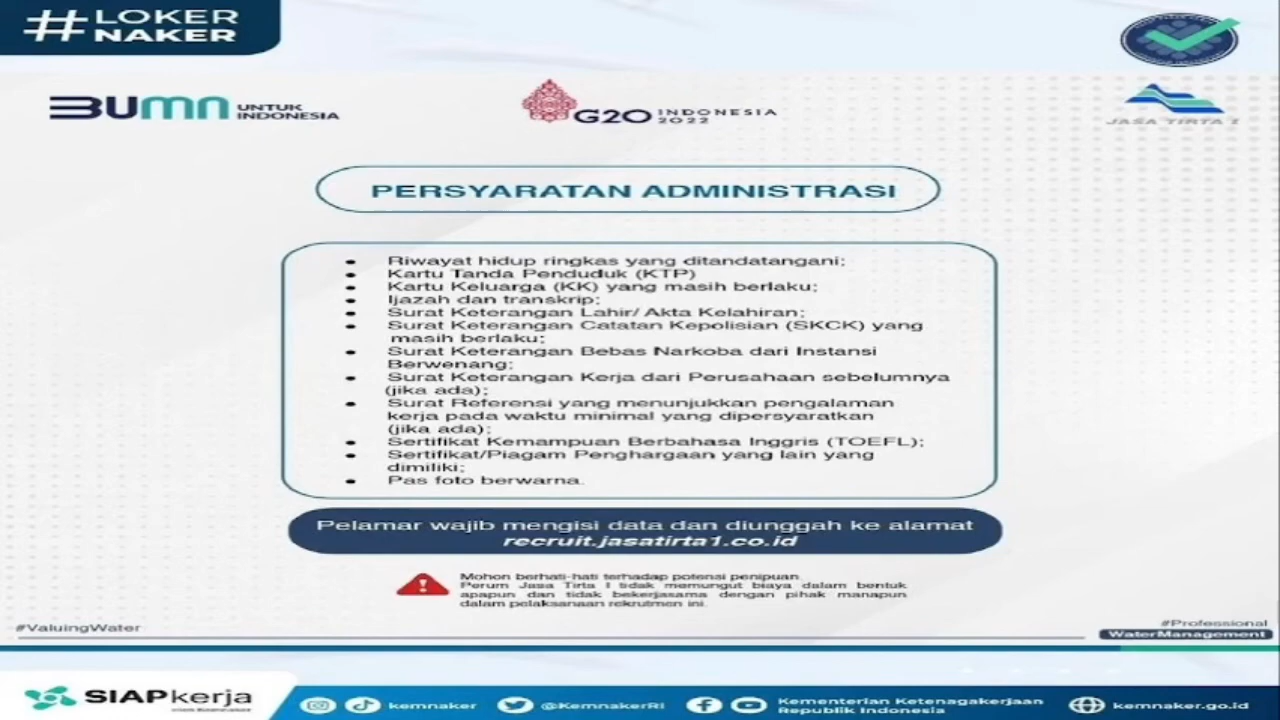 #LOKER
NAKER
BUMN UNTUK
INDONESIA
G20 INDONESIA
2022
JASA TIRTA I
PERSYARATAN ADMINISTRASI
• Riwayat hidup ringkas yang ditandatangani;
• Kartu Tanda Penduduk (KTP)
• Kartu Keluarga (KK) yang masih berlaku;
• Ijazah dan transkrip;
• Surat Keterangan Lahir/ Akta Kelahiran;
• Surat Keterangan Catatan Kepolisian (SKCK) yang
masih berlaku;
• Surat Keterangan Bebas Narkoba dari Instansi
Berwenang;
• Surat Keterangan Kerja dari Perusahaan sebelumnya
(jika ada);
• Surat Referensi yang menunjukkan pengalaman
kerja pada waktu minimal yang dipersyaratkan
(jika ada);
• Sertifikat Kemampuan Berbahasa Inggris (TOEFL);
• Sertifikat/Piagam Penghargaan yang lain yang
dimiliki;
• Pas foto berwarna.
Pelamar wajib mengisi data dan diunggah ke alamat
recruit.jasatirta1.co.id
Mohon berhati-hati terhadap potensi penipuan.
Perum Jasa Tirta I tidak memungut biaya dalam bentuk
apapun dan tidak bekerjasama dengan pihak manapun
dalam pelaksanaan rekrutmen ini.
#ValuingWater
#Professional
WaterManagement
SIAPkerja
kemnaker
@KemnakerRI
Kementerian Ketenagakerjaan
Republik Indonesia
kemnaker.go.id